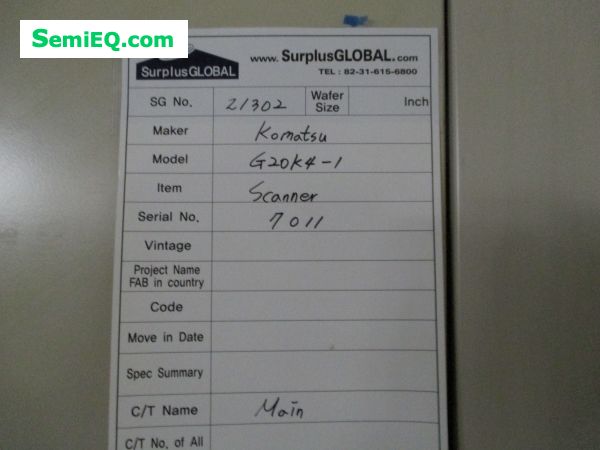 SemiEQ.com
SurplusGLOBAL
www. SurplusGLOBAL.com
TEL : 82-31-615-6800
SG No. 21302 Wafer Size Inch
Maker Komatsu
Model G20K4-1
Item Scanner
Serial No. 7011
Vintage
Project Name
FAB in country
Code
Move in Date
Spec Summary
C/T Name Main
C/T No. of All